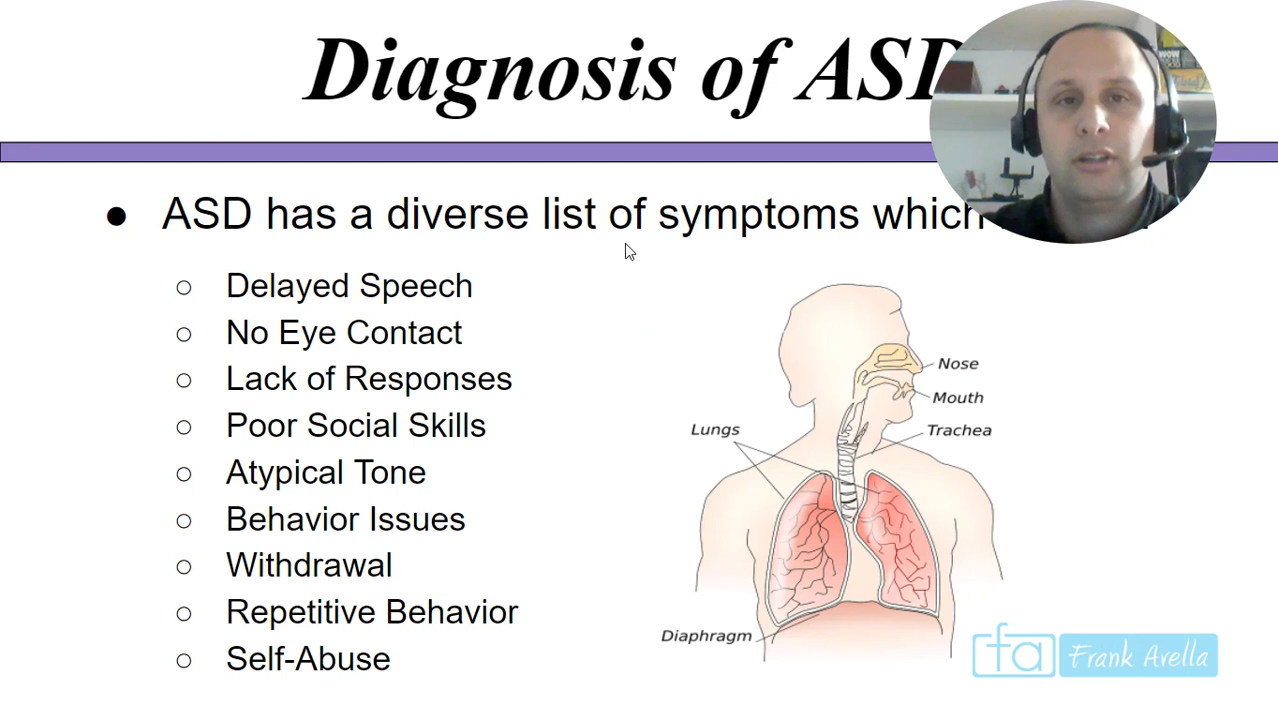 Diagnosis of ASD
● ASD has a diverse list of symptoms which
○ Delayed Speech
○ No Eye Contact
○ Lack of Responses
○ Poor Social Skills
○ Atypical Tone
○ Behavior Issues
○ Withdrawal
○ Repetitive Behavior
○ Self-Abuse
Nose
Mouth
Trachea
Lungs
Diaphragm
fa Frank Avella